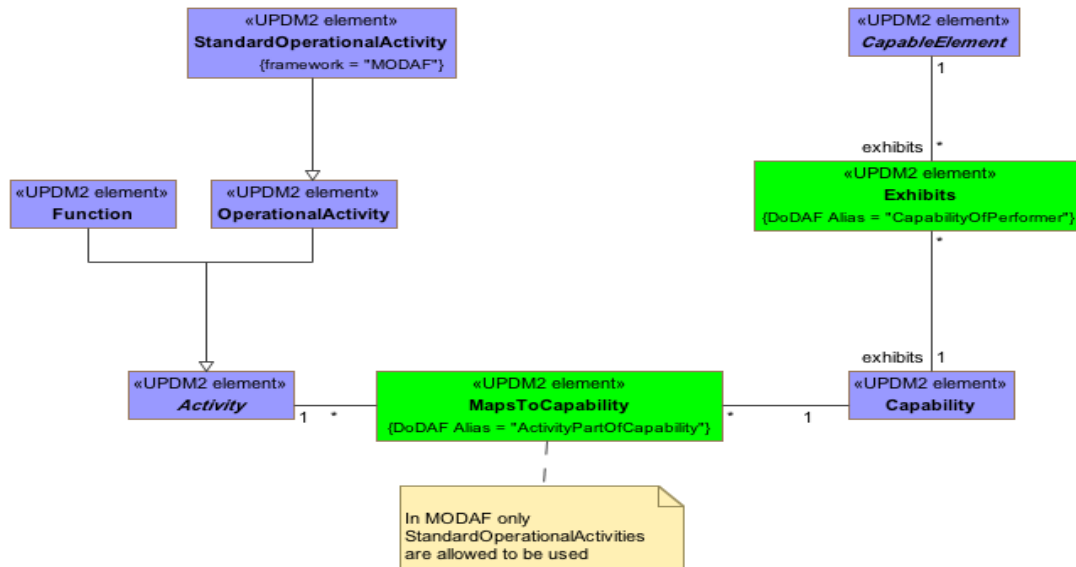 «UPDM2 element»
StandardOperationalActivity
{framework = "MODAF"}
«UPDM2 element»
CapableElement
1
exhibits *
«UPDM2 element»
Exhibits
{DoDAF Alias = "CapabilityOfPerformer"}
*
«UPDM2 element»
Function
«UPDM2 element»
OperationalActivity
exhibits 1
«UPDM2 element»
Activity
1 *
«UPDM2 element»
MapsToCapability
{DoDAF Alias = "ActivityPartOfCapability"}
* 1
«UPDM2 element»
Capability
In MODAF only
StandardOperationalActivities
are allowed to be used